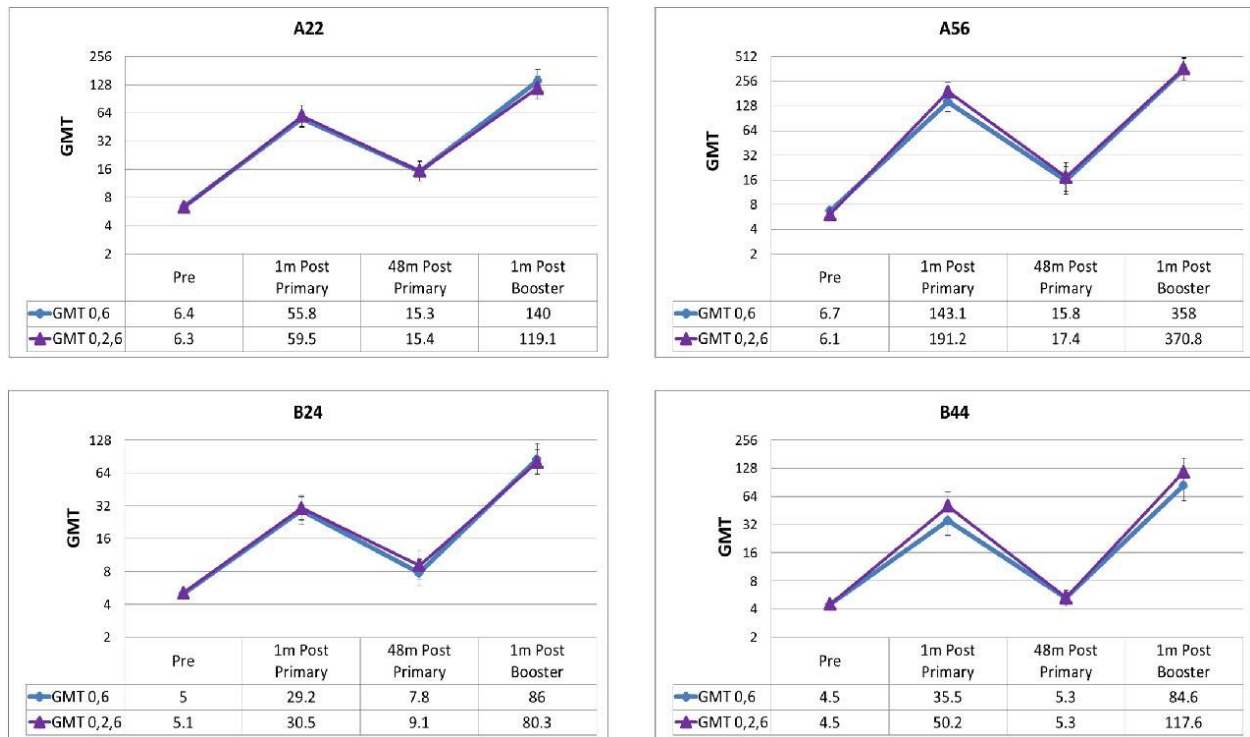 A22
256
128
64
32
16
8
4
2
GMT
Pre
1m Post
Primary
48m Post
Primary
1m Post
Booster
GMT 0,6 6.4 55.8 15.3 140
GMT 0,2,6 6.3 59.5 15.4 119.1
A56
512
256
128
64
32
16
8
4
2
GMT
Pre
1m Post
Primary
48m Post
Primary
1m Post
Booster
GMT 0,6 6.7 143.1 15.8 358
GMT 0,2,6 6.1 191.2 17.4 370.8
B24
128
64
32
16
8
4
2
GMT
Pre
1m Post
Primary
48m Post
Primary
1m Post
Booster
GMT 0,6 5 29.2 7.8 86
GMT 0,2,6 5.1 30.5 9.1 80.3
B44
256
128
64
32
16
8
4
2
GMT
Pre
1m Post
Primary
48m Post
Primary
1m Post
Booster
GMT 0,6 4.5 35.5 5.3 84.6
GMT 0,2,6 4.5 50.2 5.3 117.6